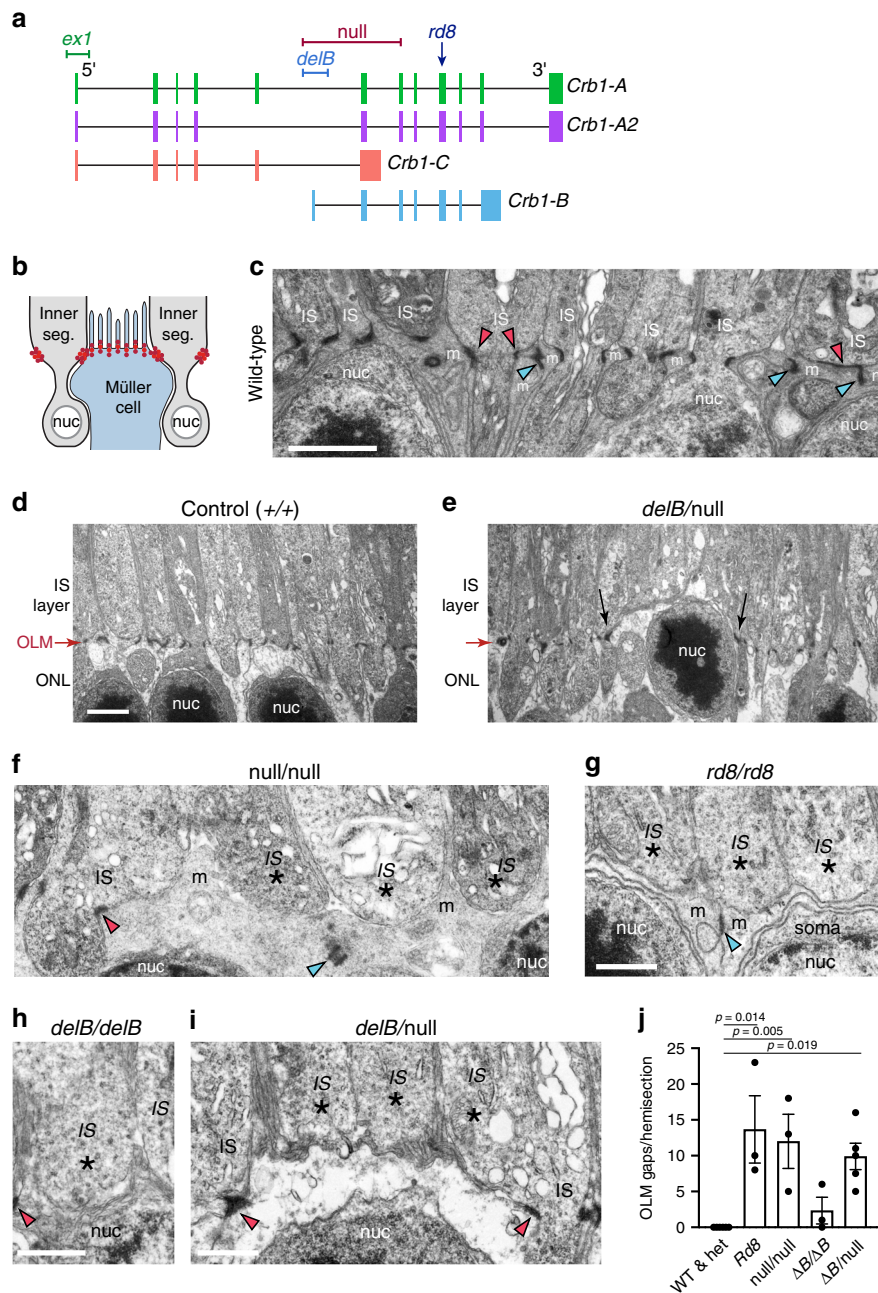 a
ex1
null
rd8
delB
5'
3'
Crb1-A
Crb1-A2
Crb1-C
Crb1-B
b
Inner seg.
Inner seg.
Müller cell
nuc
nuc
c
Wild-type
IS
IS
IS
IS
IS
IS
IS
m
m
m
m
m
m
nuc
nuc
nuc
d
Control (+/+)
IS layer
OLM
ONL
nuc
nuc
e
delB/null
IS layer
ONL
nuc
f
null/null
IS
IS
IS
IS
m
m
nuc
nuc
g
rd8/rd8
IS
IS
IS
m
m
nuc
soma
nuc
h
delB/delB
IS
IS
nuc
i
delB/null
IS
IS
IS
IS
IS
nuc
j
p = 0.014
p = 0.005
p = 0.019
OLM gaps/hemisection
25
20
15
10
5
0
WT & het
Rd8
null/null
ΔB/ΔB
ΔB/null